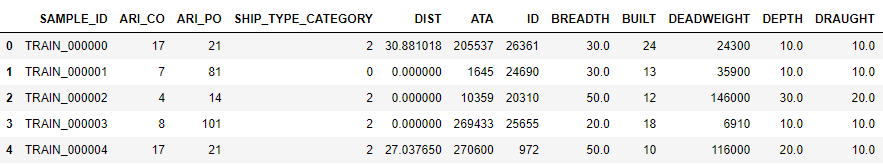 SAMPLE_ID ARI_CO ARI_PO SHIP_TYPE_CATEGORY DIST ATA ID BREADTH BUILT DEADWEIGHT DEPTH DRAUGHT
0 TRAIN_000000 17 21 2 30.881018 205537 26361 30.0 24 24300 10.0 10.0
1 TRAIN_000001 7 81 0 0.000000 1645 24690 30.0 13 35900 10.0 10.0
2 TRAIN_000002 4 14 2 0.000000 10359 20310 50.0 12 146000 30.0 20.0
3 TRAIN_000003 8 101 2 0.000000 269433 25655 20.0 18 6910 10.0 10.0
4 TRAIN_000004 17 21 2 27.037650 270600 972 50.0 10 116000 20.0 10.0